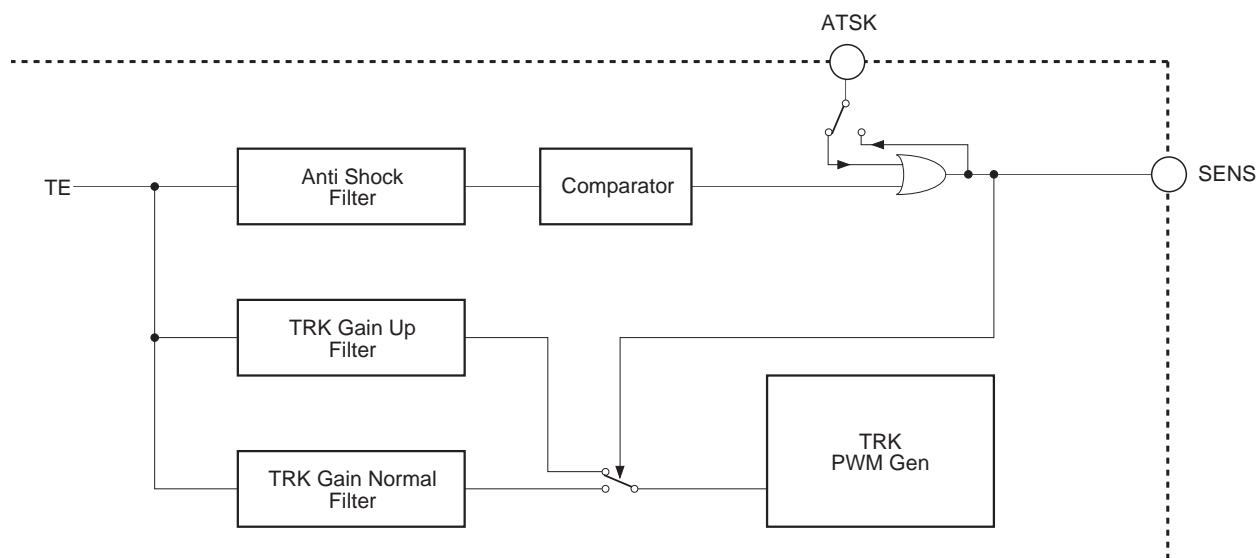 ATSK
TE
Anti Shock
Filter
Comparator
SENS
TRK Gain Up
Filter
TRK Gain Normal
Filter
TRK
PWM Gen